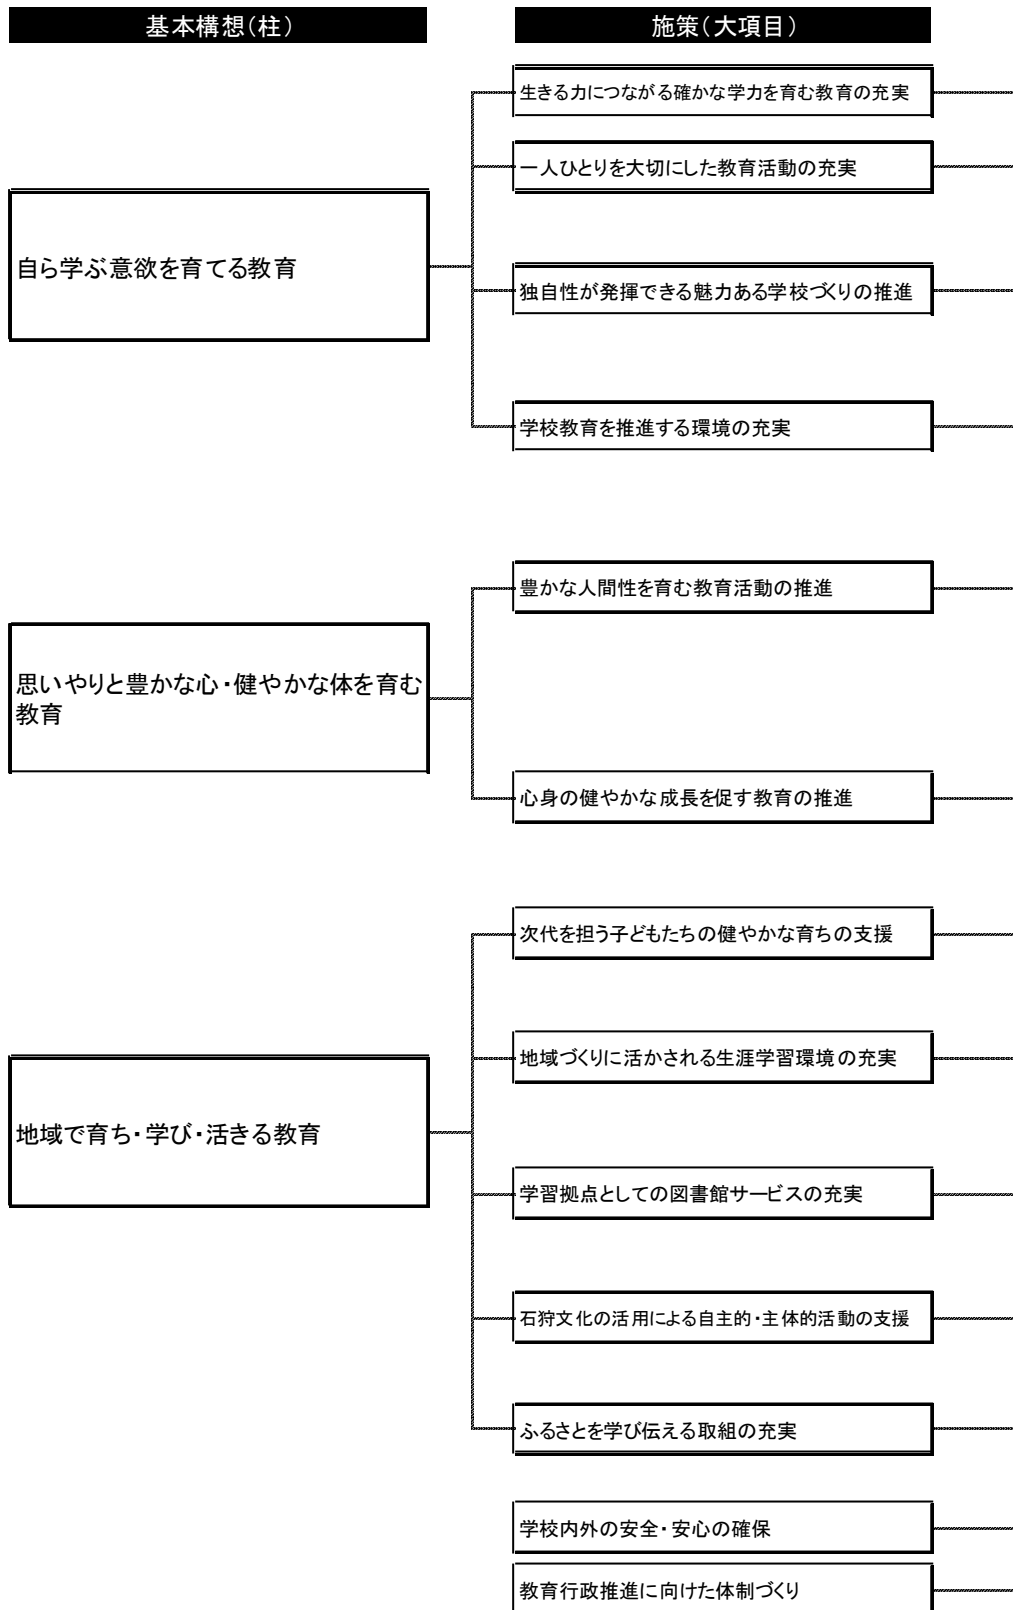 基本構想(柱)
施策(大項目)
自ら学ぶ意欲を育てる教育
生きる力につながる確かな学力を育む教育の充実
一人ひとりを大切にした教育活動の充実
独自性が発揮できる魅力ある学校づくりの推進
学校教育を推進する環境の充実
思いやりと豊かな心・健やかな体を育む
教育
豊かな人間性を育む教育活動の推進
心身の健やかな成長を促す教育の推進
地域で育ち・学び・活きる教育
次代を担う子どもたちの健やかな育ちの支援
地域づくりに活かされる生涯学習環境の充実
学習拠点としての図書館サービスの充実
石狩文化の活用による自主的・主体的活動の支援
ふるさとを学び伝える取組の充実
学校内外の安全・安心の確保
教育行政推進に向けた体制づくり